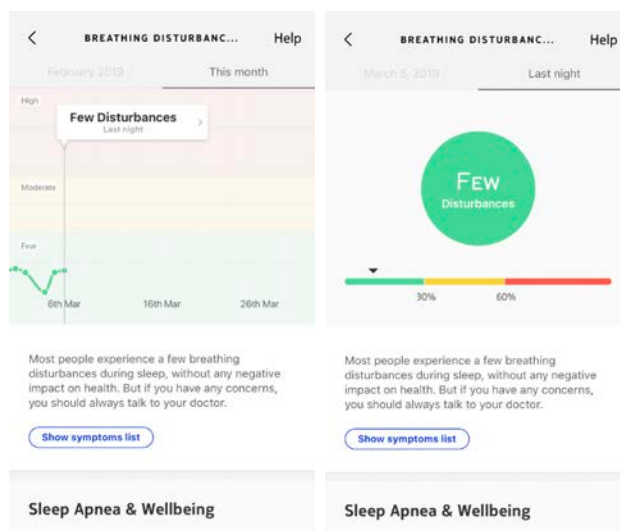 BREATHING DISTURBANC...
Help
February 2019
This month
High
Few Disturbances
Last night
Moderate
Few
6th Mar
16th Mar
26th Mar
Most people experience a few breathing
disturbances during sleep, without any negative
impact on health. But if you have any concerns,
you should always talk to your doctor.
Show symptoms list
Sleep Apnea & Wellbeing
BREATHING DISTURBANC...
Help
March 5, 2019
Last night
FEW
Disturbances
30%
60%
Most people experience a few breathing
disturbances during sleep, without any negative
impact on health. But if you have any concerns,
you should always talk to your doctor.
Show symptoms list
Sleep Apnea & Wellbeing